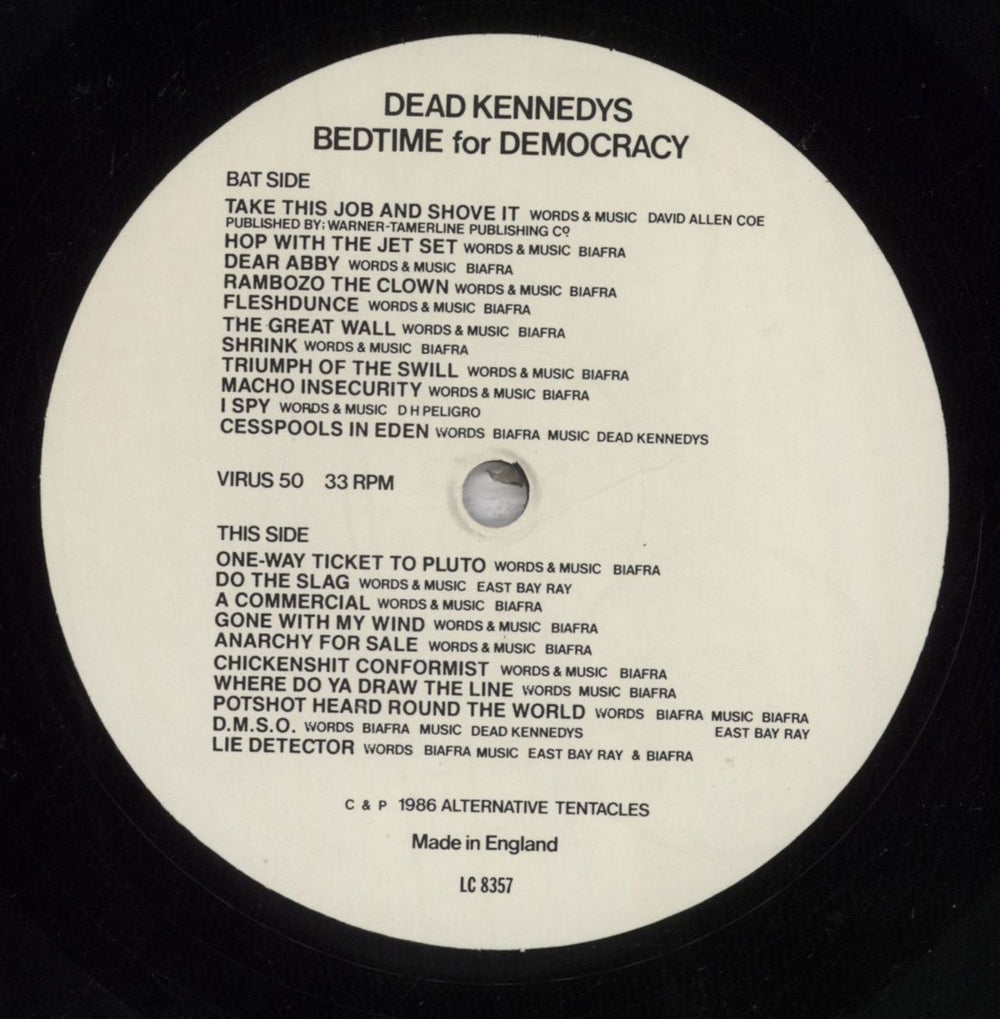 DEAD KENNEDYS
BEDTIME for DEMOCRACY
BAT SIDE
TAKE THIS JOB AND SHOVE IT WORDS & MUSIC DAVID ALLEN COE
PUBLISHED BY; WARNER-TAMERLINE PUBLISHING Co
HOP WITH THE JET SET WORDS & MUSIC BIAFRA
DEAR ABBY WORDS & MUSIC BIAFRA
RAMBOZO THE CLOWN WORDS & MUSIC BIAFRA
FLESHDUNCE WORDS & MUSIC BIAFRA
THE GREAT WALL WORDS & MUSIC BIAFRA
SHRINK WORDS & MUSIC BIAFRA
TRIUMPH OF THE SWILL WORDS & MUSIC BIAFRA
MACHO INSECURITY WORDS & MUSIC BIAFRA
I SPY WORDS & MUSIC D H PELIGRO
CESSPOOLS IN EDEN WORDS BIAFRA MUSIC DEAD KENNEDYS
VIRUS 50 33 RPM
THIS SIDE
ONE-WAY TICKET TO PLUTO WORDS & MUSIC BIAFRA
DO THE SLAG WORDS & MUSIC EAST BAY RAY
A COMMERCIAL WORDS & MUSIC BIAFRA
GONE WITH MY WIND WORDS & MUSIC BIAFRA
ANARCHY FOR SALE WORDS & MUSIC BIAFRA
CHICKENSHIT CONFORMIST WORDS & MUSIC BIAFRA
WHERE DO YA DRAW THE LINE WORDS MUSIC BIAFRA
POTSHOT HEARD ROUND THE WORLD WORDS BIAFRA MUSIC BIAFRA
D.M.S.O. WORDS BIAFRA MUSIC DEAD KENNEDYS EAST BAY RAY
LIE DETECTOR WORDS BIAFRA MUSIC EAST BAY RAY & BIAFRA
C & P 1986 ALTERNATIVE TENTACLES
Made in England
LC 8357